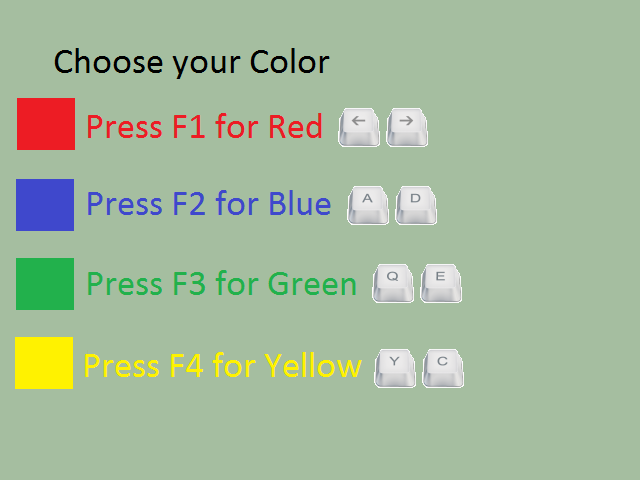 Choose your Color
Press F1 for Red ← →
Press F2 for Blue A D
Press F3 for Green Q E
Press F4 for Yellow Y C